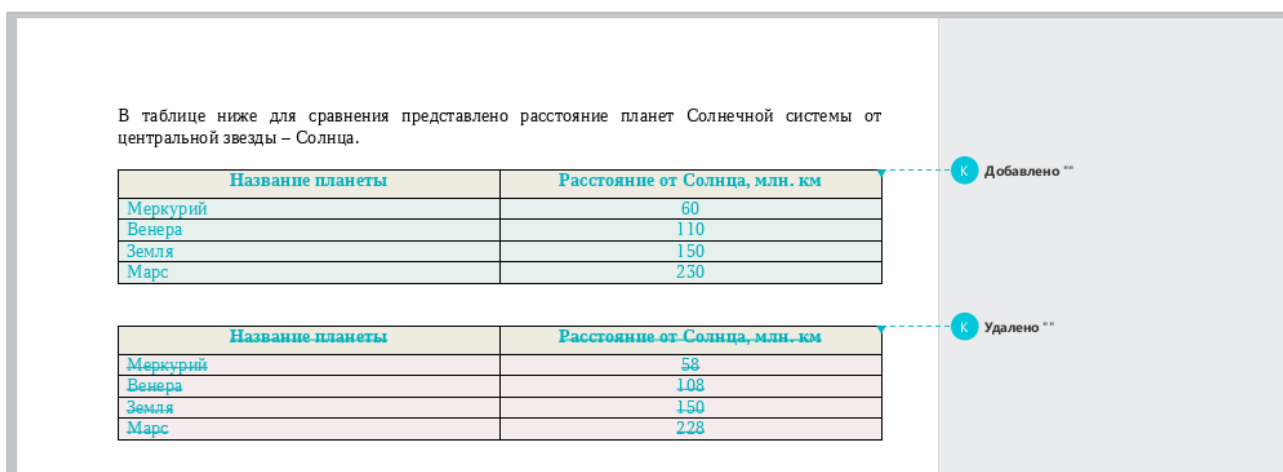 В таблице ниже для сравнения представлено расстояние планет Солнечной системы от
центральной звезды – Солнца.
Название планеты Расстояние от Солнца, млн. км
К Добавлено ""
Меркурий 60
Венера 110
Земля 150
Марс 230
Название планеты Расстояние от Солнца, млн. км
К Удалено ""
Меркурий 58
Венера 108
Земля 150
Марс 228